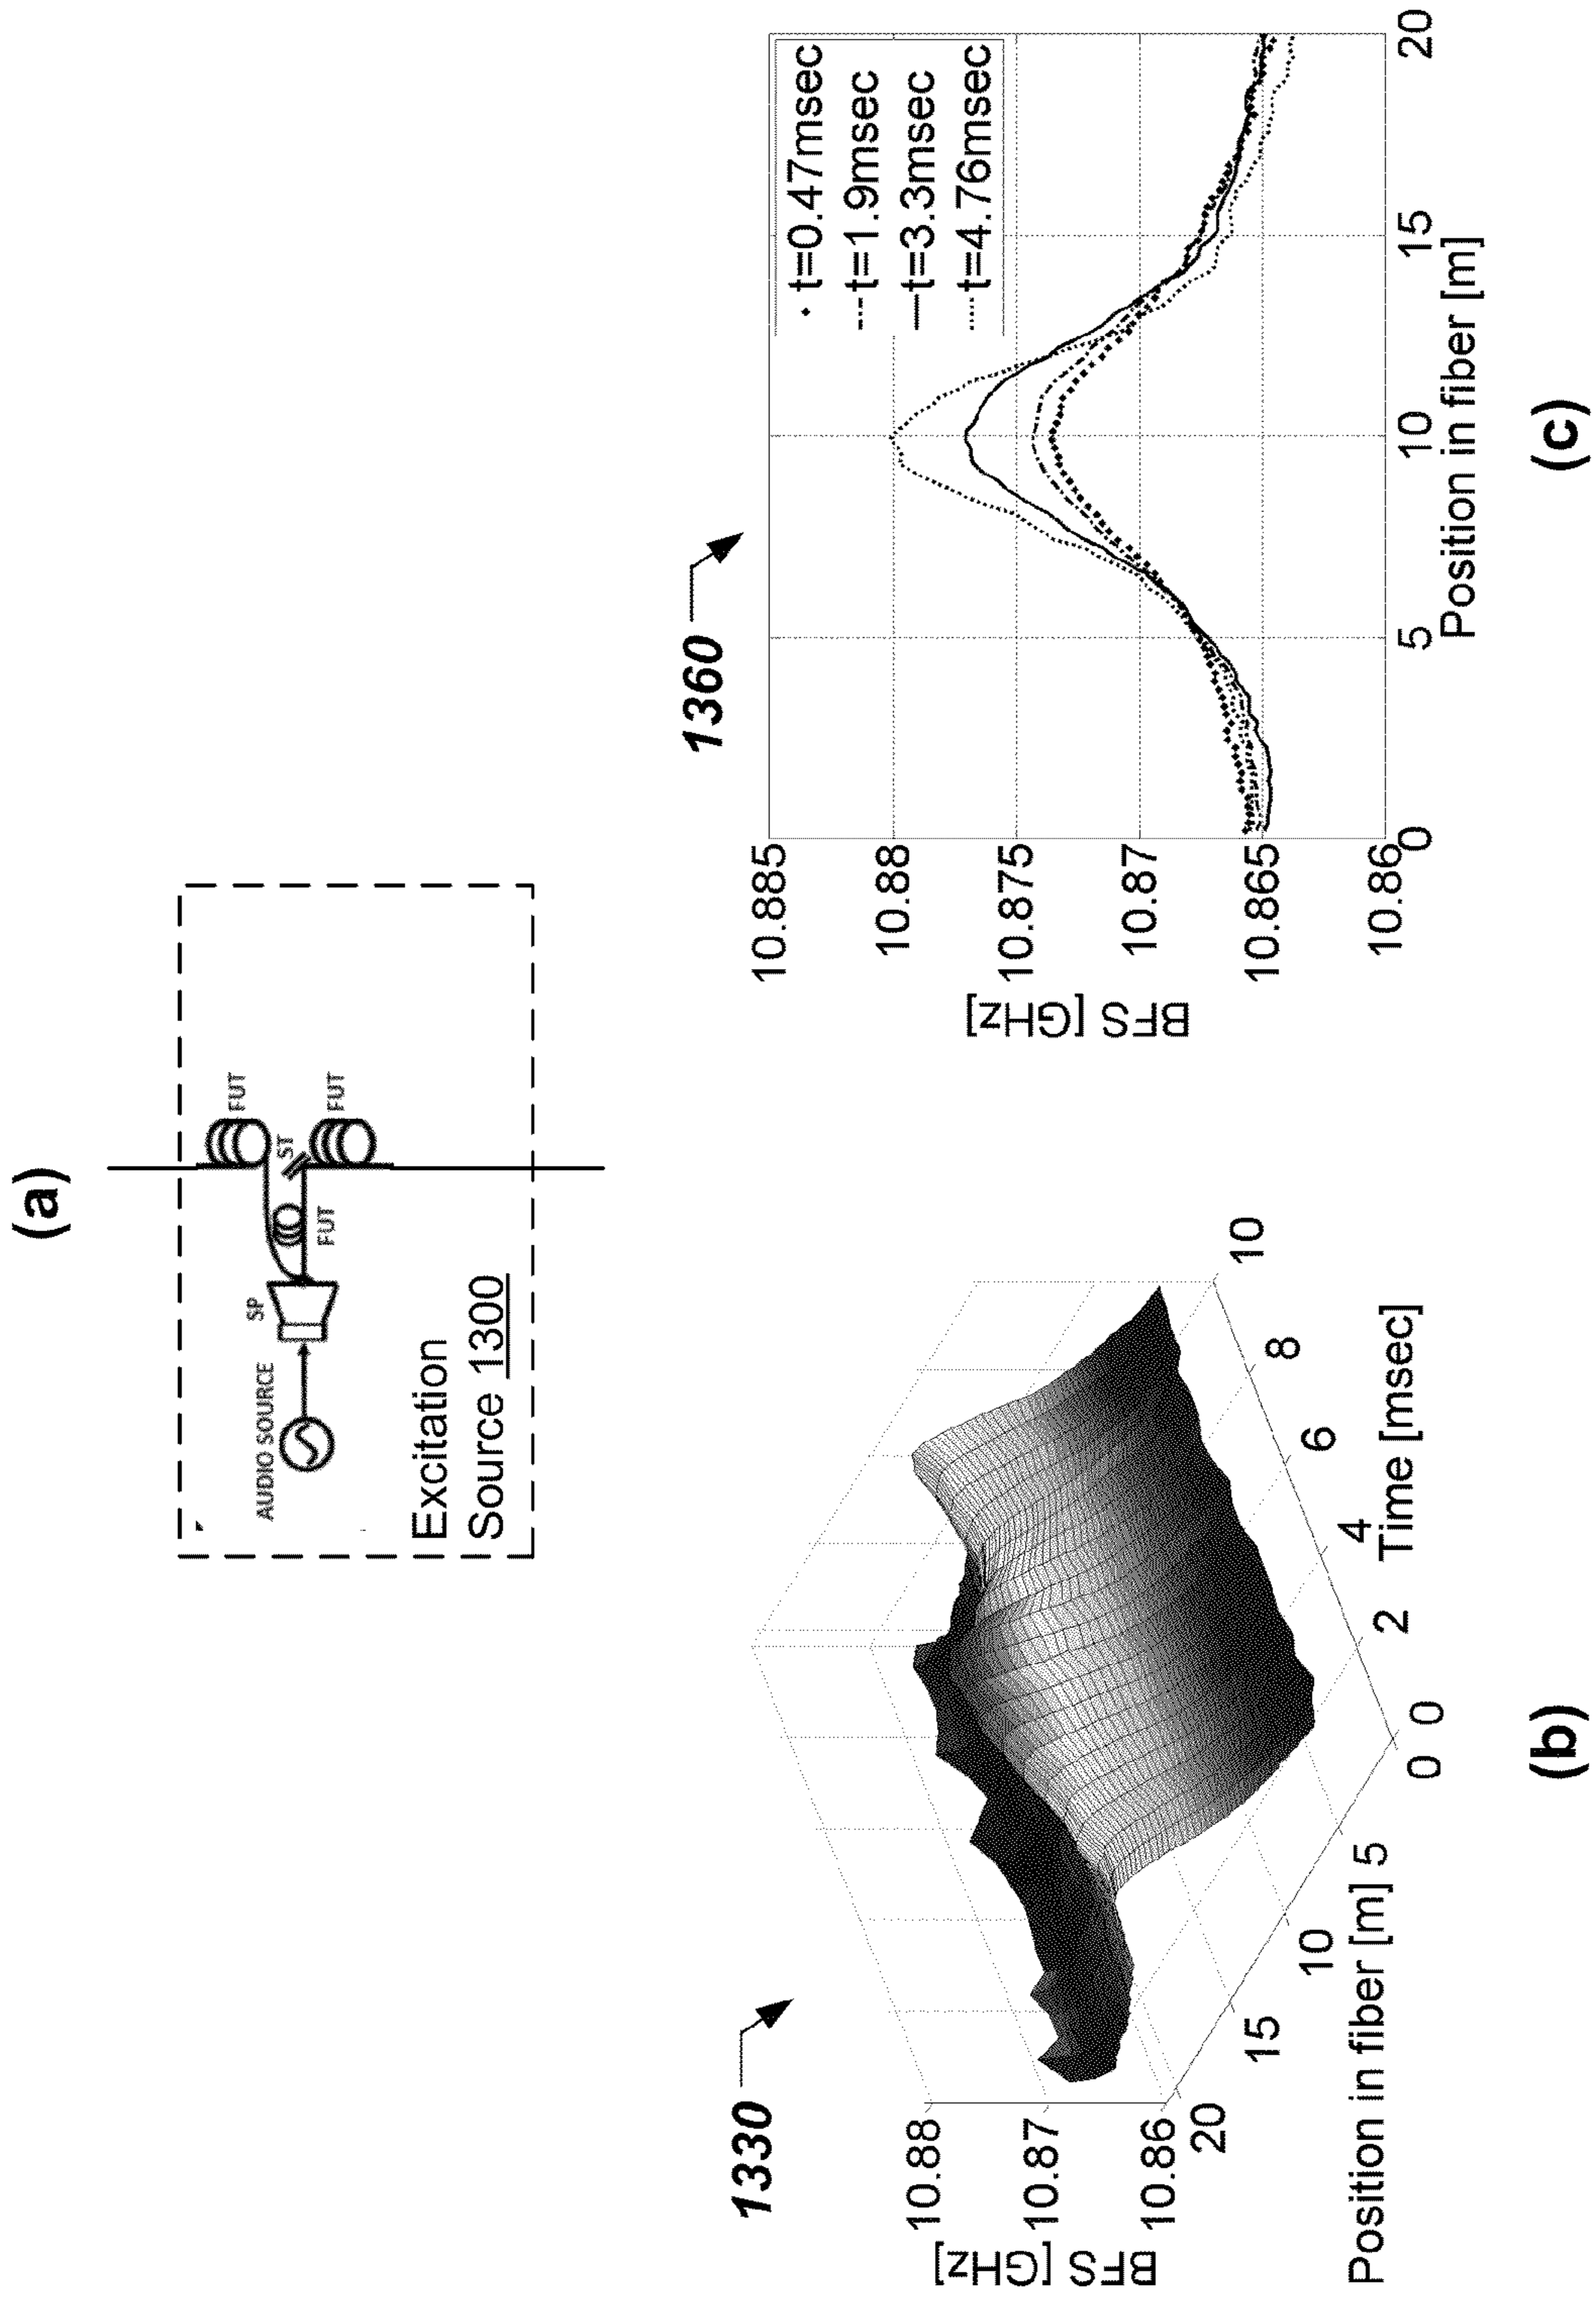 (a)
AUDIO SOURCE
SP
FUT
ST
FUT
FUT
Excitation
Source 1300
1330
BFS [GHz]
10.88
10.87
10.86
20
15
10
5
0
Position in fiber [m]
0
2
4
6
8
10
Time [msec]
(b)
1360
BFS [GHz]
10.885
10.88
10.875
10.87
10.865
10.86
0
5
10
15
20
Position in fiber [m]
t=0.47msec
t=1.9msec
t=3.3msec
t=4.76msec
(c)